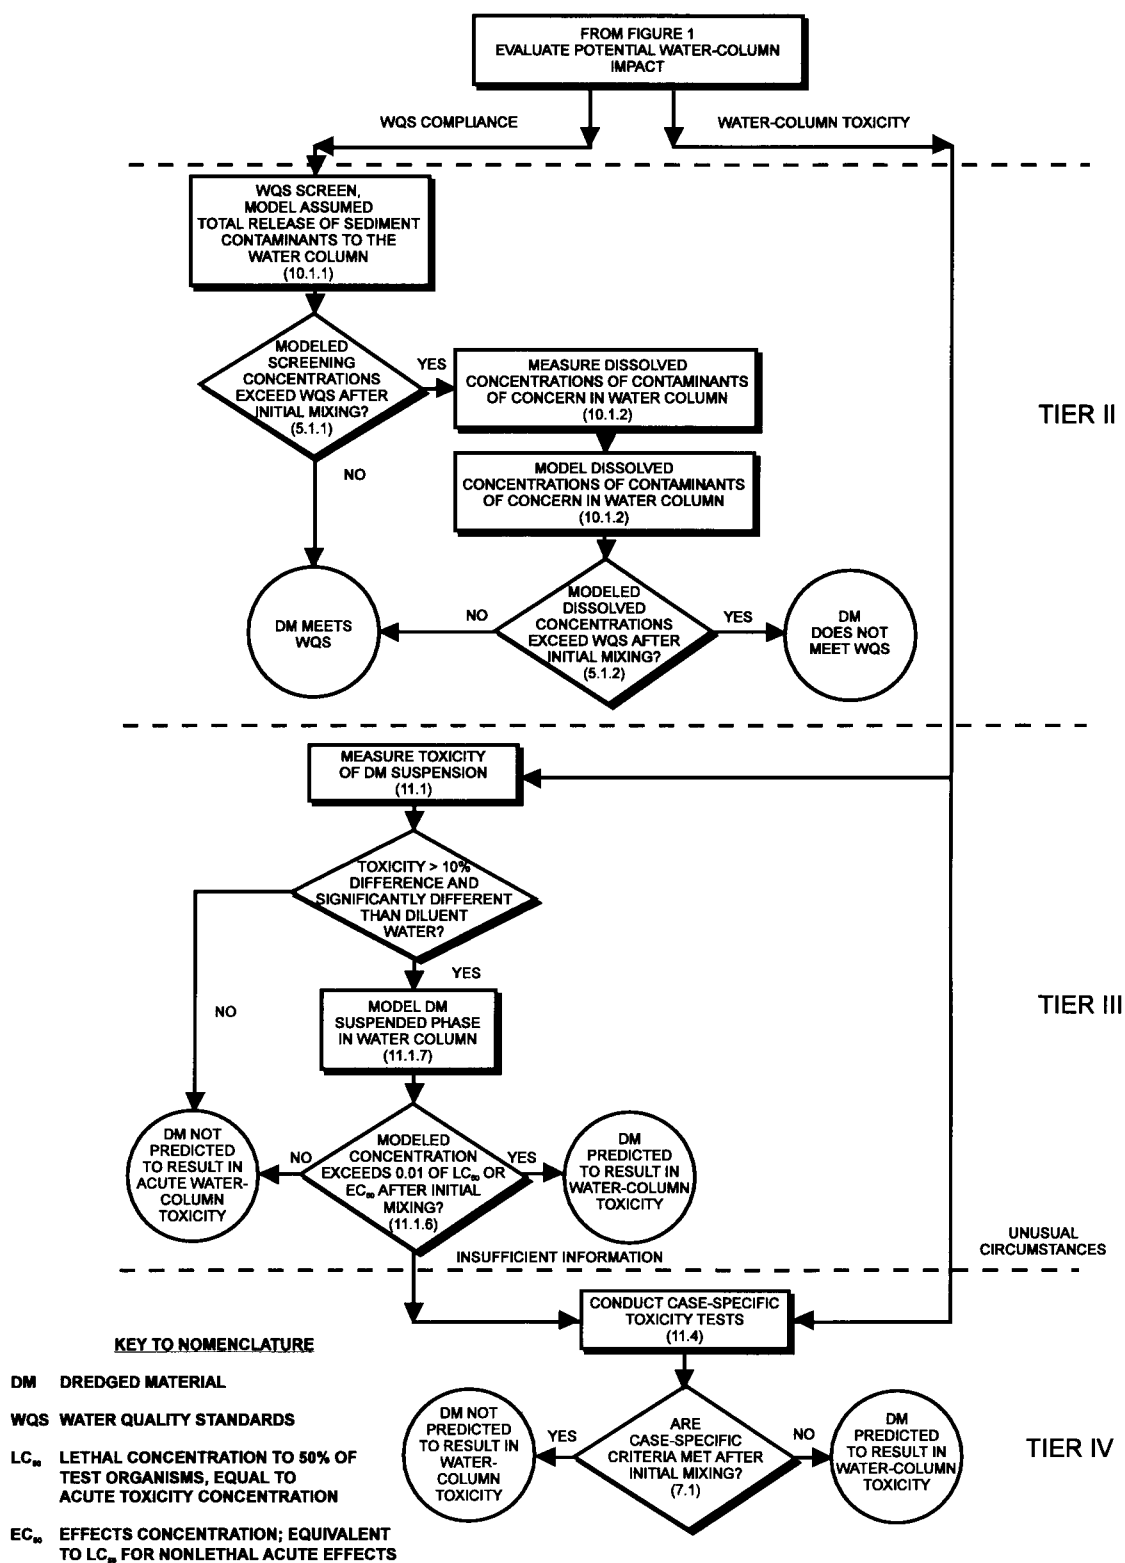 FROM FIGURE 1
EVALUATE POTENTIAL WATER-COLUMN
IMPACT
WQS COMPLIANCE
WATER-COLUMN TOXICITY
WQS SCREEN,
MODEL ASSUMED
TOTAL RELEASE OF SEDIMENT
CONTAMINANTS TO THE
WATER COLUMN
(10.1.1)
MODELED
SCREENING
CONCENTRATIONS
EXCEED WQS AFTER
INITIAL MIXING?
(5.1.1)
YES
MEASURE DISSOLVED
CONCENTRATIONS OF CONTAMINANTS
OF CONCERN IN WATER COLUMN
(10.1.2)
TIER II
NO
MODEL DISSOLVED
CONCENTRATIONS OF CONTAMINANTS
OF CONCERN IN WATER COLUMN
(10.1.2)
DM MEETS
WQS
NO
MODELED
DISSOLVED
CONCENTRATIONS
EXCEED WQS AFTER
INITIAL MIXING?
(5.1.2)
YES
DM
DOES NOT
MEET WQS
MEASURE TOXICITY
OF DM SUSPENSION
(11.1)
TOXICITY > 10%
DIFFERENCE AND
SIGNIFICANTLY DIFFERENT
THAN DILUENT
WATER?
YES
NO
MODEL DM
SUSPENDED PHASE
IN WATER COLUMN
(11.1.7)
TIER III
DM NOT
PREDICTED
TO RESULT IN
ACUTE WATER-
COLUMN
TOXICITY
NO
MODELED
CONCENTRATION
EXCEEDS 0.01 OF LC₅₀ OR
EC₅₀ AFTER INITIAL
MIXING?
(11.1.6)
YES
DM
PREDICTED
TO RESULT IN
WATER-COLUMN
TOXICITY
INSUFFICIENT INFORMATION
UNUSUAL
CIRCUMSTANCES
CONDUCT CASE-SPECIFIC
TOXICITY TESTS
(11.4)
DM NOT
PREDICTED
TO RESULT IN
WATER-
COLUMN
TOXICITY
YES
ARE
CASE-SPECIFIC
CRITERIA MET AFTER
INITIAL MIXING?
(7.1)
NO
DM
PREDICTED
TO RESULT IN
WATER-COLUMN
TOXICITY
TIER IV
KEY TO NOMENCLATURE
DM DREDGED MATERIAL
WQS WATER QUALITY STANDARDS
LC₅₀ LETHAL CONCENTRATION TO 50% OF
TEST ORGANISMS, EQUAL TO
ACUTE TOXICITY CONCENTRATION
EC₅₀ EFFECTS CONCENTRATION; EQUIVALENT
TO LC₅₀ FOR NONLETHAL ACUTE EFFECTS